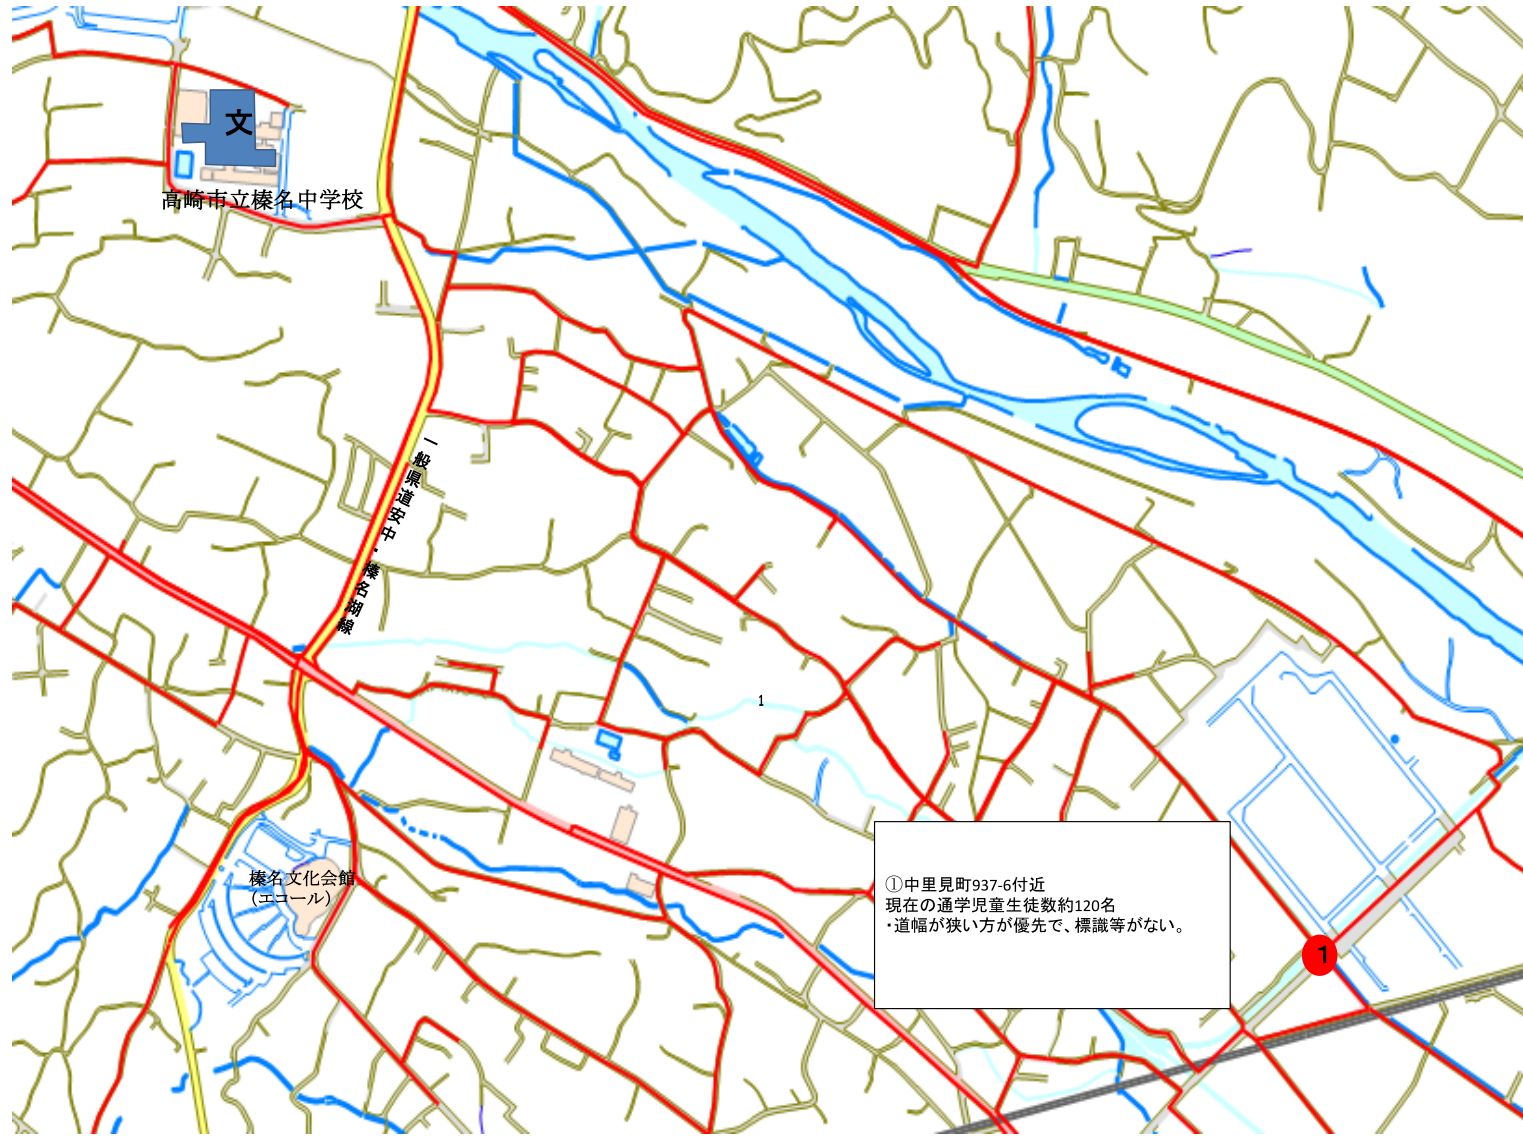 文
高崎市立榛名中学校
一般県道安中・榛名湖線
1
榛名文化会館
(エコール)
①中里見町937-6付近
現在の通学児童生徒数約120名
・道幅が狭い方が優先で、標識等がない。
1